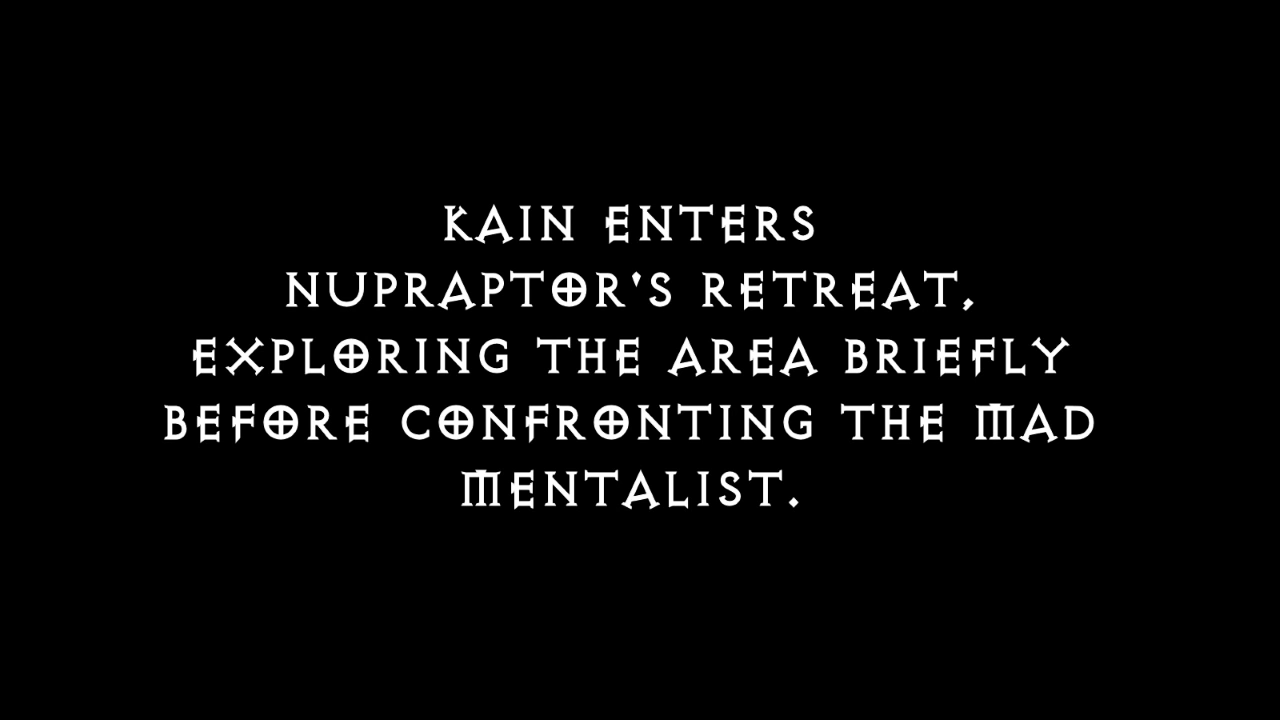 KAIN ENTERS
NUPRAPTOR'S RETREAT,
EXPLORING THE AREA BRIEFLY
BEFORE CONFRONTING THE MAD
MENTALIST.